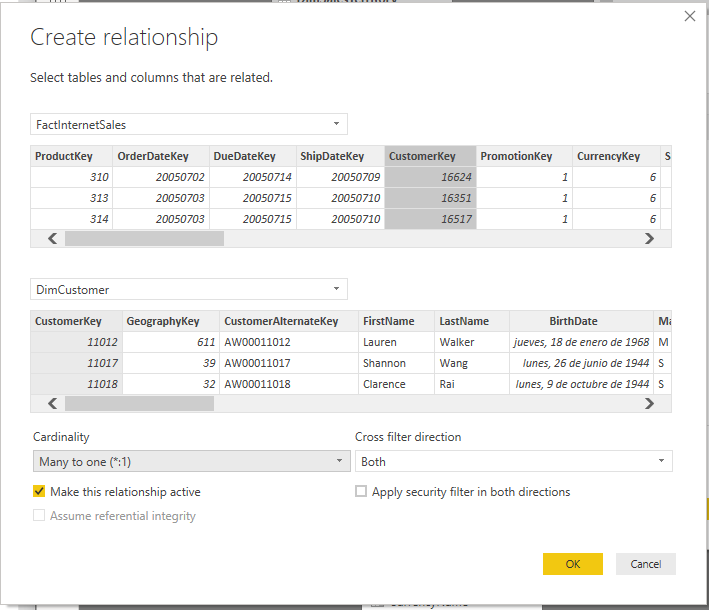 Create relationship
Select tables and columns that are related.
FactInternetSales
ProductKey OrderDateKey DueDateKey ShipDateKey CustomerKey PromotionKey CurrencyKey S
310 20050702 20050714 20050709 16624 1 6
313 20050703 20050715 20050710 16351 1 6
314 20050703 20050715 20050710 16517 1 6
DimCustomer
CustomerKey GeographyKey CustomerAlternateKey FirstName LastName BirthDate Ma
11012 611 AW00011012 Lauren Walker jueves, 18 de enero de 1968 M
11017 39 AW00011017 Shannon Wang lunes, 26 de junio de 1944 S
11018 32 AW00011018 Clarence Rai lunes, 9 de octubre de 1944 S
Cardinality Cross filter direction
Many to one (*:1) Both
Make this relationship active Apply security filter in both directions
Assume referential integrity
OK Cancel